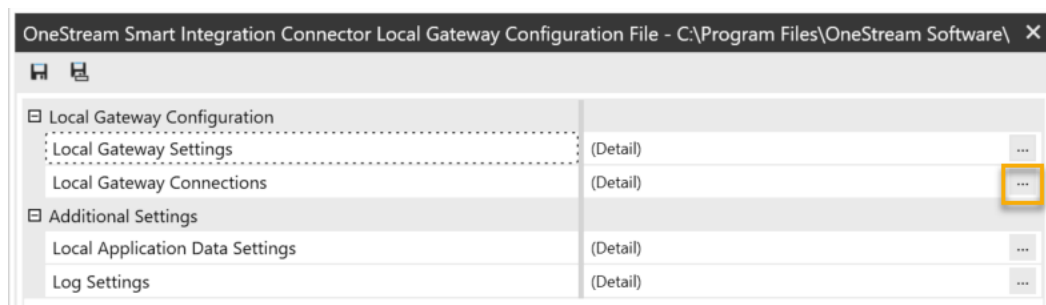 OneStream Smart Integration Connector Local Gateway Configuration File - C:\Program Files\OneStream Software\
Local Gateway Configuration
Local Gateway Settings (Detail) ...
Local Gateway Connections (Detail) ...
Additional Settings
Local Application Data Settings (Detail) ...
Log Settings (Detail) ...